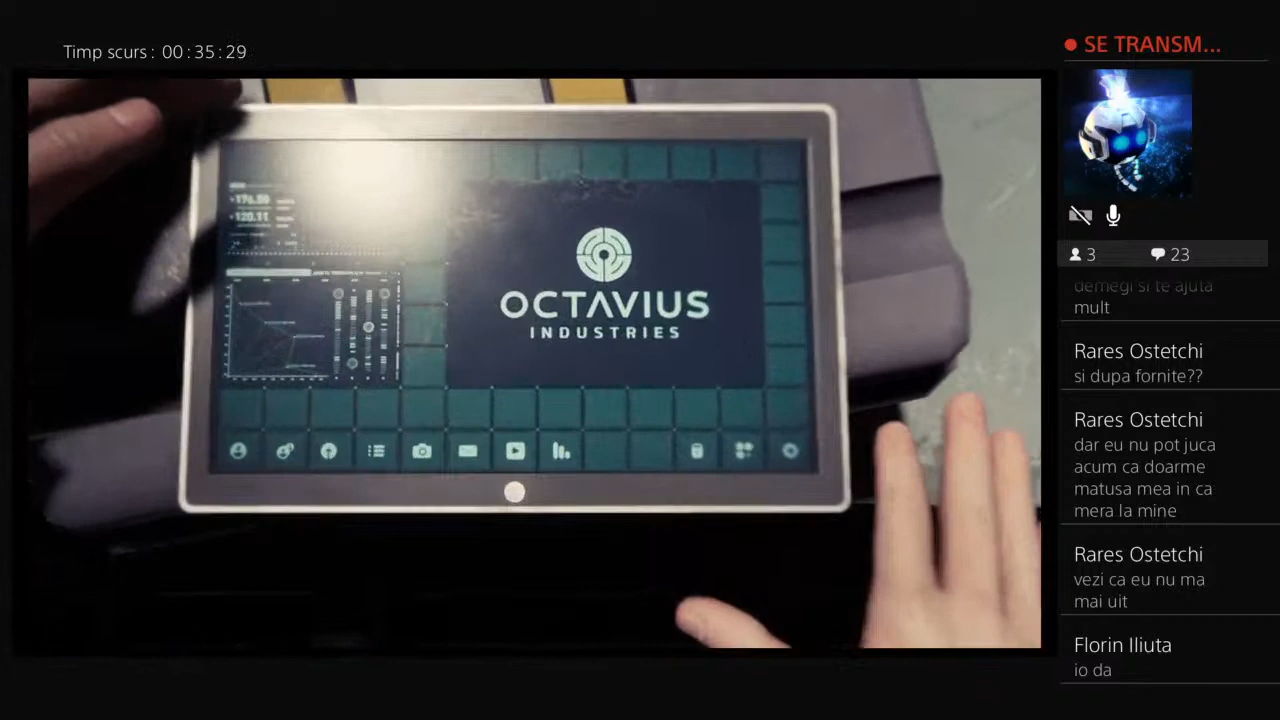 Timp scurs : 00:35:29
SE TRANSM...
3 23
OCTAVIUS
INDUSTRIES
demegi si te ajuta
mult
Rares Ostetchi
si dupa fornite??
Rares Ostetchi
dar eu nu pot juca
acum ca doarme
matusa mea in ca
mera la mine
Rares Ostetchi
vezi ca eu nu ma
mai uit
Florin Iliuta
io da